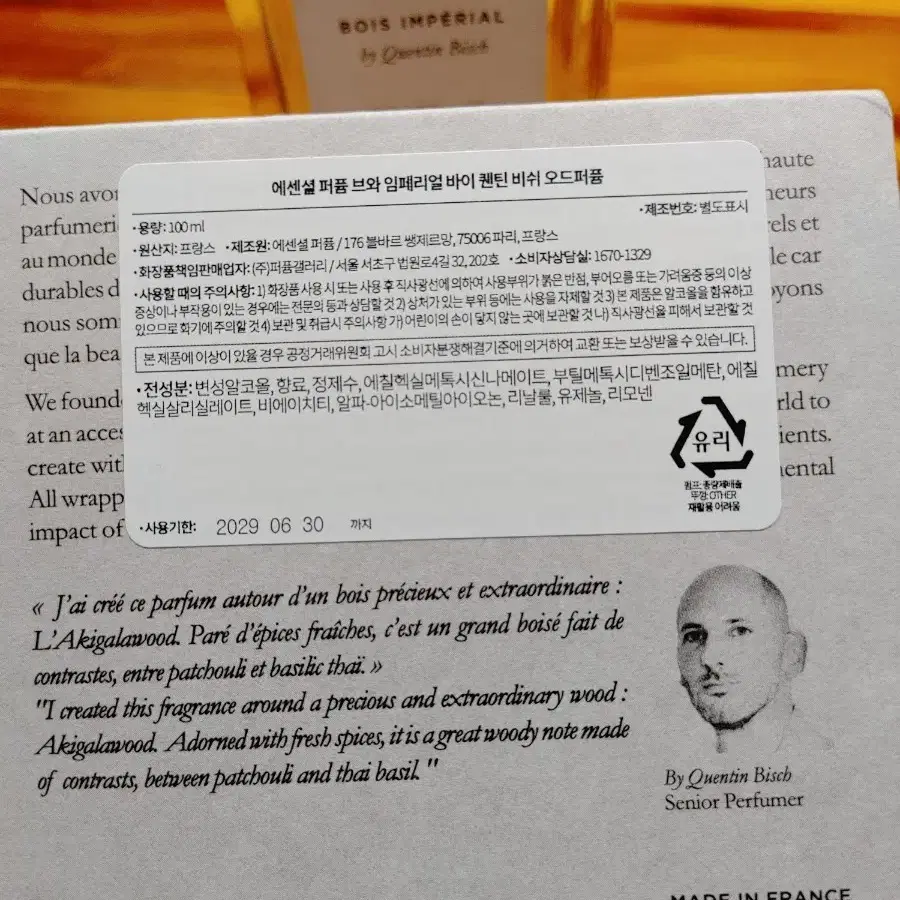 BOIS IMPÉRIAL
by Quentin Bisch
에센셜 퍼퓸 브와 임페리얼 바이 퀜틴 비쉬 오드퍼퓸
•용량: 100 ml
•제조번호: 별도표시
•원산지: 프랑스 •제조원: 에센셜 퍼퓸 / 176 블바르 쌩제르망, 75006 파리, 프랑스
•화장품책임판매업자: (주)퍼퓸갤러리 / 서울 서초구 법원로4길 32, 202호 •소비자상담실: 1670-1329
•사용할 때의 주의사항: 1) 화장품 사용 시 또는 사용 후 직사광선에 의하여 사용부위가 붉은 반점, 부어오름 또는 가려움증 등의 이상
증상이나 부작용이 있는 경우에는 전문의 등과 상담할 것 2) 상처가 있는 부위 등에는 사용을 자제할 것 3) 본 제품은 알코올을 함유하고
있으므로 화기에 주의할 것 4) 보관 및 취급시 주의사항 가) 어린이의 손이 닿지 않는 곳에 보관할 것 나) 직사광선을 피해서 보관할 것
본 제품에 이상이 있을 경우 공정거래위원회 고시 소비자분쟁해결기준에 의거하여 교환 또는 보상받을 수 있습니다.
•전성분: 변성알코올, 향료, 정제수, 에칠헥실메톡시신나메이트, 부틸메톡시디벤조일메탄, 에칠
헥실살리실레이트, 비에이치티, 알파-아이소메틸아이오논, 리날룰, 유제놀, 리모넨
유리
펌프: 종량제배출
뚜껑: OTHER
재활용 어려움
•사용기한: 2029 06 30 까지
Nous avo
haute
parfumeri
neurs
au monde
rels et
durables d
le car
nous som
oyons
que la bea
We found
mery
at an acces
rld to
create wit
ients.
All wrapp
ental
impact of
« J'ai créé ce parfum autour d'un bois précieux et extraordinaire :
L'Akigalawood. Paré d'épices fraîches, c'est un grand boisé fait de
contrastes, entre patchouli et basilic thaï. »
"I created this fragrance around a precious and extraordinary wood :
Akigalawood. Adorned with fresh spices, it is a great woody note made
of contrasts, between patchouli and thai basil."
By Quentin Bisch
Senior Perfumer
MADE IN FRANCE